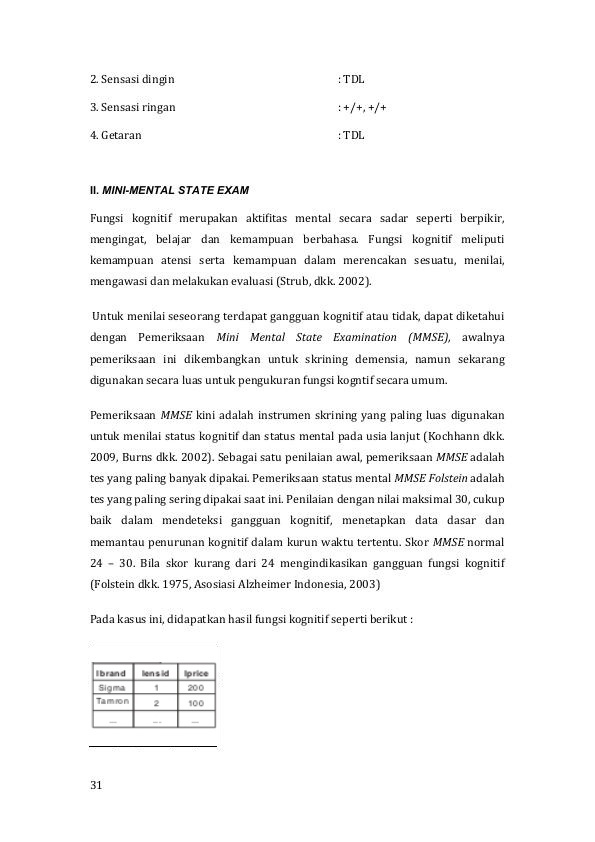 2. Sensasi dingin : TDL
3. Sensasi ringan : +/+, +/+
4. Getaran : TDL
II. MINI-MENTAL STATE EXAM
Fungsi kognitif merupakan aktifitas mental secara sadar seperti berpikir,
mengingat, belajar dan kemampuan berbahasa. Fungsi kognitif meliputi
kemampuan atensi serta kemampuan dalam merencakan sesuatu, menilai,
mengawasi dan melakukan evaluasi (Strub, dkk. 2002).
Untuk menilai seseorang terdapat gangguan kognitif atau tidak, dapat diketahui
dengan Pemeriksaan Mini Mental State Examination (MMSE), awalnya
pemeriksaan ini dikembangkan untuk skrining demensia, namun sekarang
digunakan secara luas untuk pengukuran fungsi kogntif secara umum.
Pemeriksaan MMSE kini adalah instrumen skrining yang paling luas digunakan
untuk menilai status kognitif dan status mental pada usia lanjut (Kochhann dkk.
2009, Burns dkk. 2002). Sebagai satu penilaian awal, pemeriksaan MMSE adalah
tes yang paling banyak dipakai. Pemeriksaan status mental MMSE Folstein adalah
tes yang paling sering dipakai saat ini. Penilaian dengan nilai maksimal 30, cukup
baik dalam mendeteksi gangguan kognitif, menetapkan data dasar dan
memantau penurunan kognitif dalam kurun waktu tertentu. Skor MMSE normal
24 – 30. Bila skor kurang dari 24 mengindikasikan gangguan fungsi kognitif
(Folstein dkk. 1975, Asosiasi Alzheimer Indonesia, 2003)
Pada kasus ini, didapatkan hasil fungsi kognitif seperti berikut :
lbrand lensid lprice
Sigma 1 200
Tamron 2 100
... ... ...
31